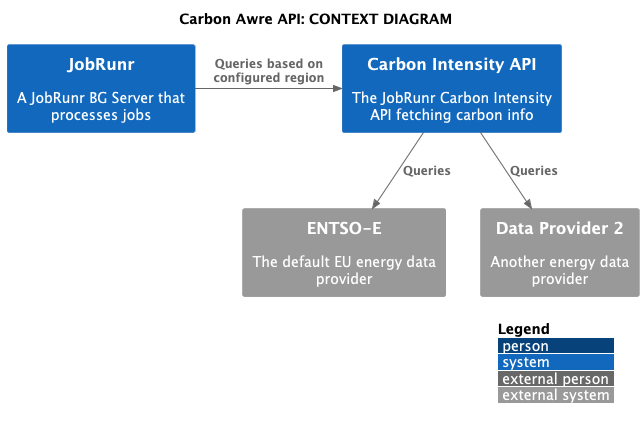 Carbon Awre API: CONTEXT DIAGRAM
JobRunr
A JobRunr BG Server that
processes jobs
Queries based on
configured region
Carbon Intensity API
The JobRunr Carbon Intensity
API fetching carbon info
Queries
Queries
ENTSO-E
The default EU energy data
provider
Data Provider 2
Another energy data
provider
Legend
person
system
external person
external system